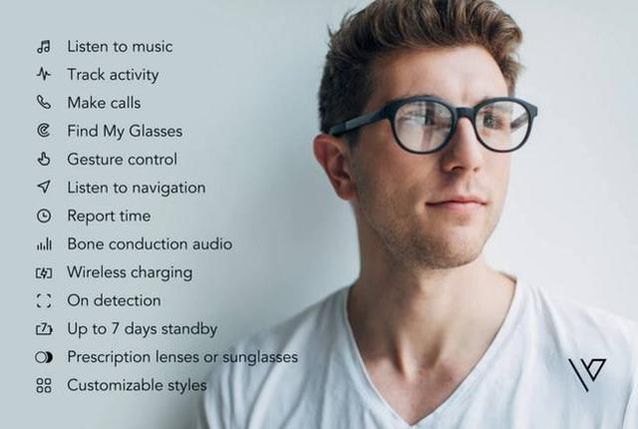 Listen to music
Track activity
Make calls
Find My Glasses
Gesture control
Listen to navigation
Report time
Bone conduction audio
Wireless charging
On detection
7
Up to 7 days standby
Prescription lenses or sunglasses
Customizable styles